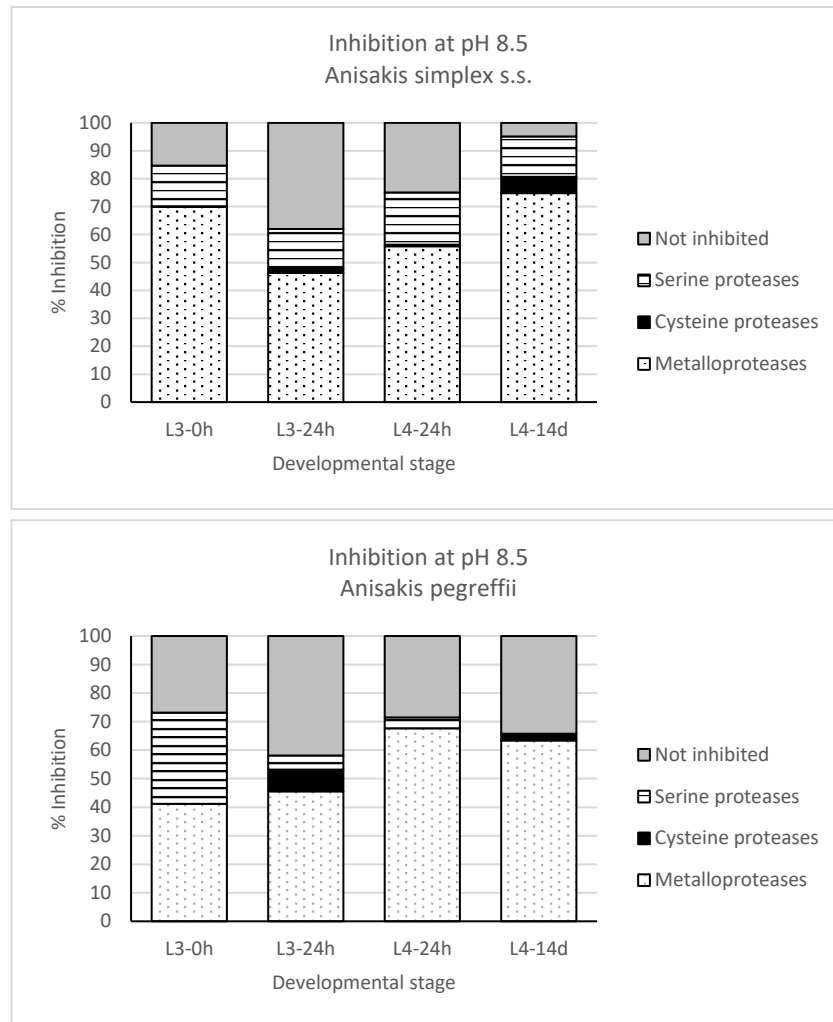 Inhibition at pH 8.5
Anisakis simplex s.s.
100
90
80
70
60
50
40
30
20
10
0
% Inhibition
L3-0h
L3-24h
L4-24h
L4-14d
Developmental stage
Not inhibited
Serine proteases
Cysteine proteases
Metalloproteases
Inhibition at pH 8.5
Anisakis pegreffii
100
90
80
70
60
50
40
30
20
10
0
% Inhibition
L3-0h
L3-24h
L4-24h
L4-14d
Developmental stage
Not inhibited
Serine proteases
Cysteine proteases
Metalloproteases